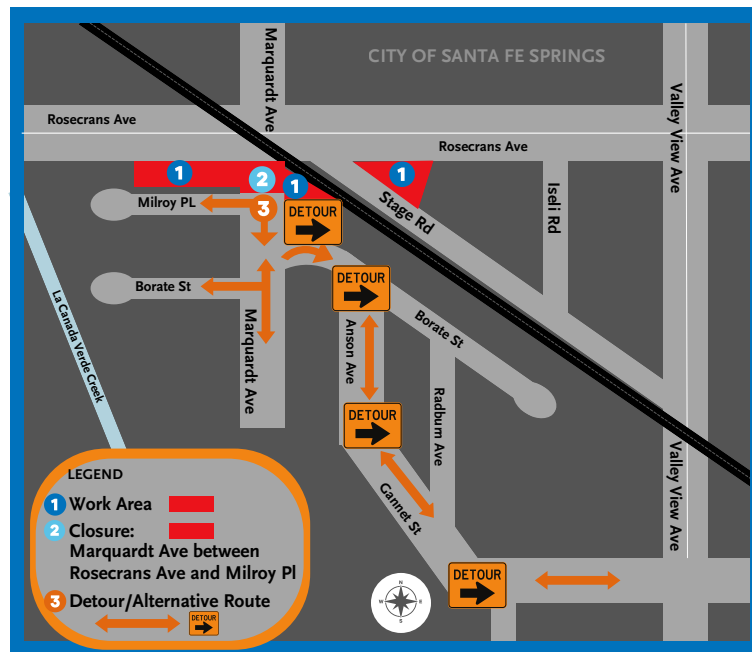 CITY OF SANTA FE SPRINGS
Marquardt Ave
Valley View Ave
Rosecrans Ave
Rosecrans Ave
1
2
1
1
Milroy PL
3
DETOUR
Stage Rd
Iseli Rd
DETOUR
Borate St
La Canada Verde Creek
Marquardt Ave
Anson Ave
Borate St
Radburn Ave
DETOUR
Gannet St
Valley View Ave
DETOUR
N
W
E
S
LEGEND
1 Work Area
2 Closure:
Marquardt Ave between
Rosecrans Ave and Milroy Pl
3 Detour/Alternative Route
DETOUR